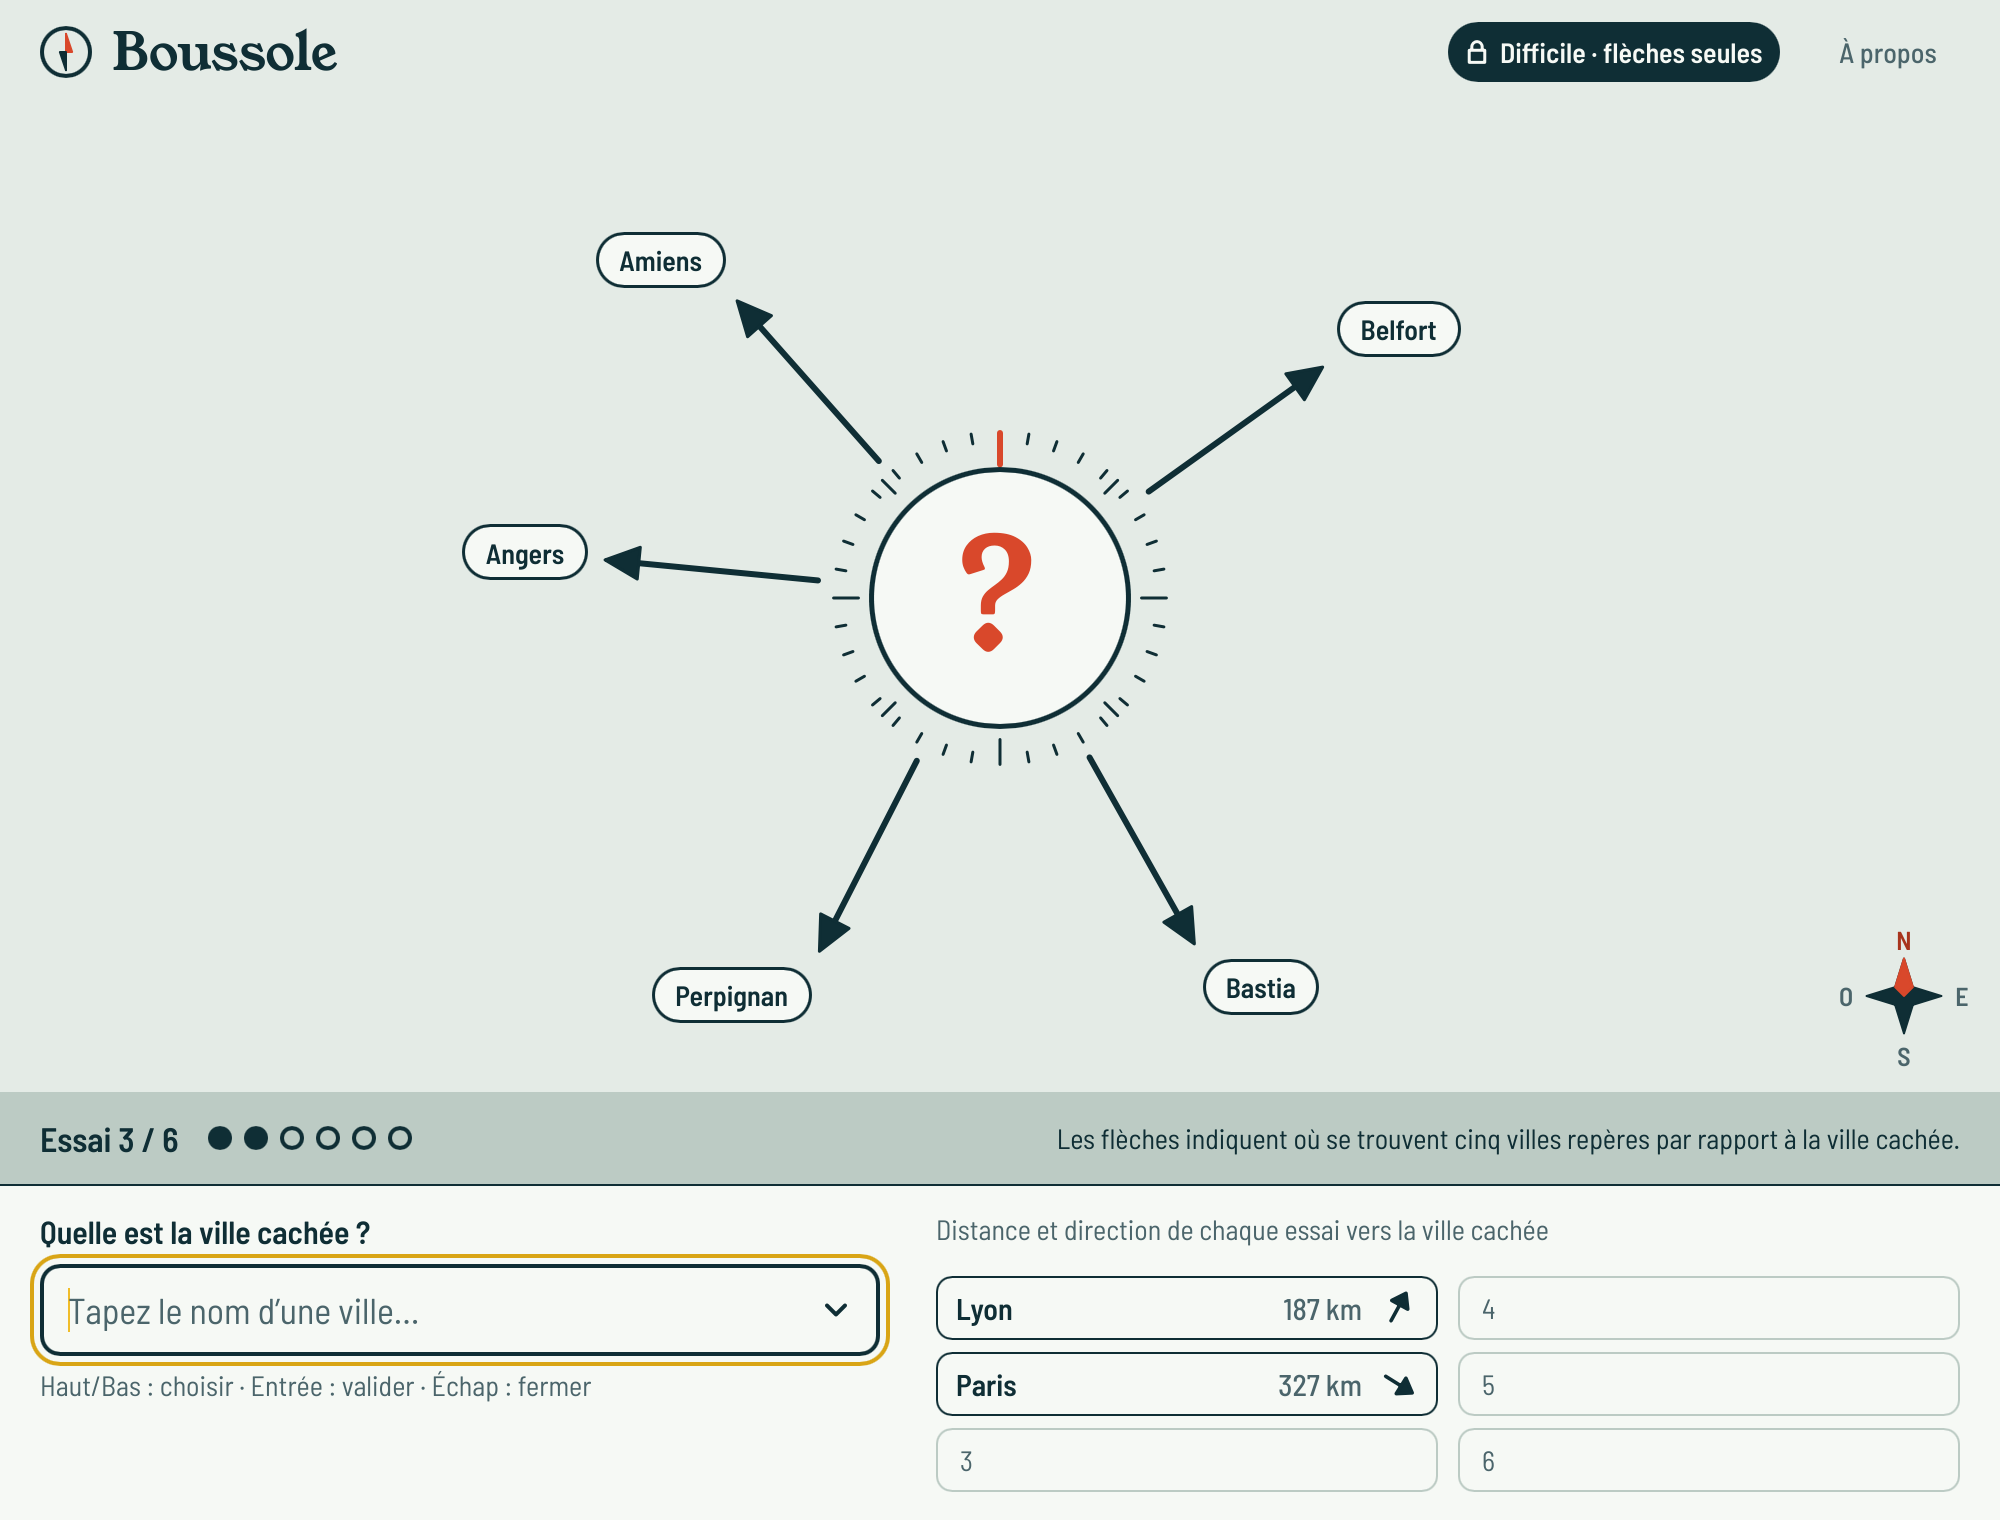 Boussole
Difficile · flèches seules
À propos
Amiens
Belfort
?
Angers
Perpignan
Bastia
N
O
E
S
Essai 3 / 6
Les flèches indiquent où se trouvent cinq villes repères par rapport à la ville cachée.
Quelle est la ville cachée ?
Tapez le nom d’une ville…
Haut/Bas : choisir · Entrée : valider · Échap : fermer
Distance et direction de chaque essai vers la ville cachée
Lyon 187 km
4
Paris 327 km
5
3
6